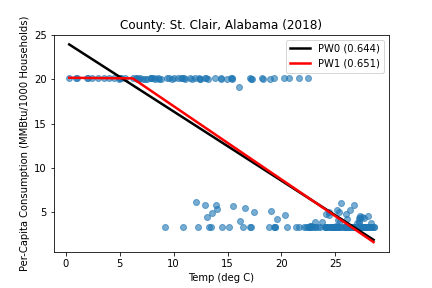 County: St. Clair, Alabama (2018)
PW0 (0.644)
PW1 (0.651)
Per-Capita Consumption (MMBtu/1000 Households)
25
20
15
10
5
0
5
10
15
20
25
Temp (deg C)